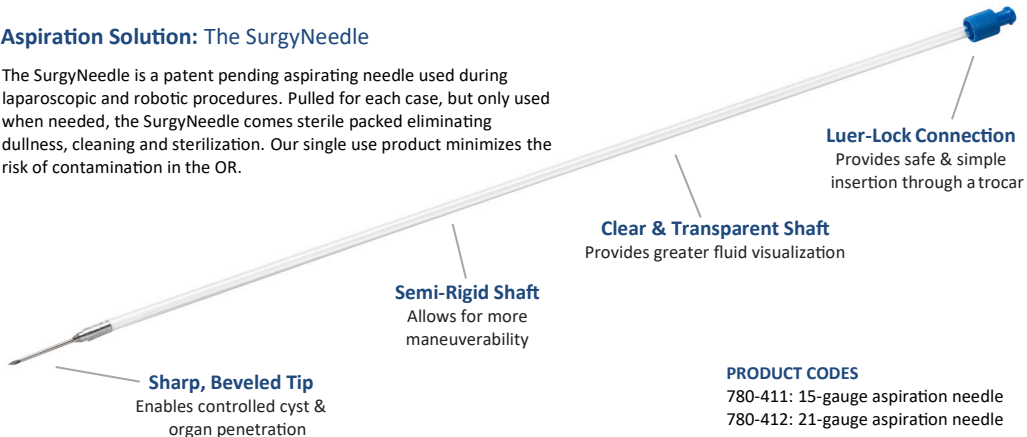 Aspiration Solution: The SurgyNeedle
The SurgyNeedle is a patent pending aspirating needle used during
laparoscopic and robotic procedures. Pulled for each case, but only used
when needed, the SurgyNeedle comes sterile packed eliminating
dullness, cleaning and sterilization. Our single use product minimizes the
risk of contamination in the OR.
Luer-Lock Connection
Provides safe & simple
insertion through a trocar
Clear & Transparent Shaft
Provides greater fluid visualization
Semi-Rigid Shaft
Allows for more
maneuverability
Sharp, Beveled Tip
Enables controlled cyst &
organ penetration
PRODUCT CODES
780-411: 15-gauge aspiration needle
780-412: 21-gauge aspiration needle